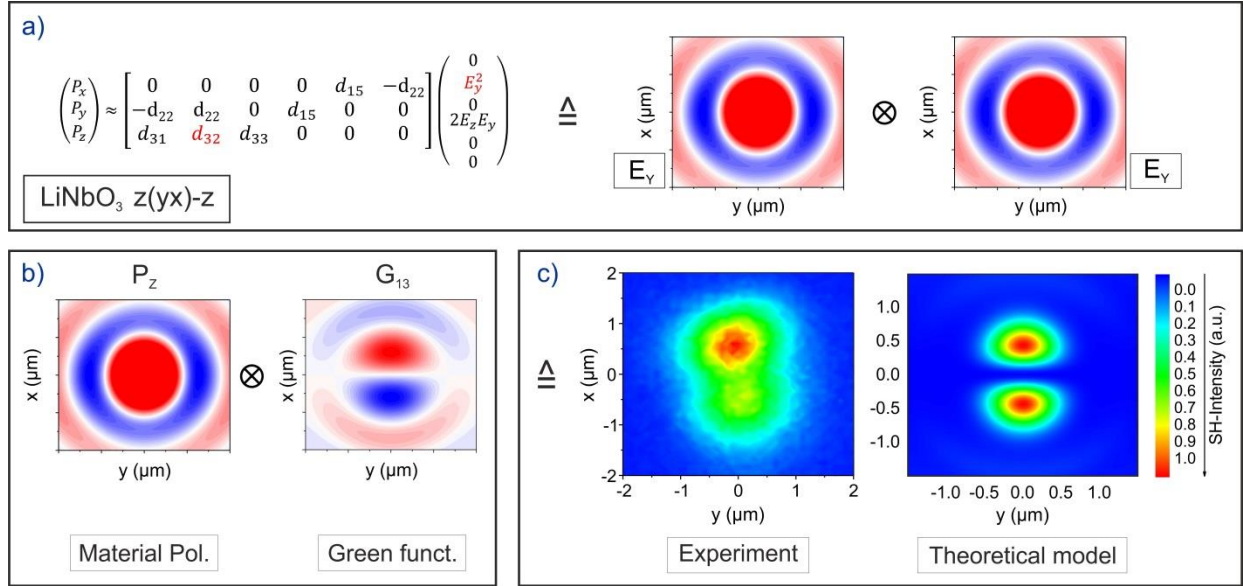 a)
(Px Py Pz) ≈ [0 0 0 0 d15 -d22
-d22 d22 0 d15 0 0
d31 d32 d33 0 0 0] (0 Ey² 0 2EzEy 0 0)
≙
x (µm)
y (µm)
EY
⊗
x (µm)
y (µm)
EY
LiNbO3 z(yx)-z
b)
PZ
x (µm)
y (µm)
⊗
G13
x (µm)
y (µm)
Material Pol.
Green funct.
c)
≙
x (µm)
2
1
0
-1
-2
-2 -1 0 1 2
y (µm)
Experiment
1.5
1.0
0.5
0.0
-0.5
-1.0
-1.0 -0.5 0.0 0.5 1.0
y (µm)
Theoretical model
0.0
0.1
0.2
0.3
0.4
0.5
0.6
0.7
0.8
0.9
1.0
SH-Intensity (a.u.)